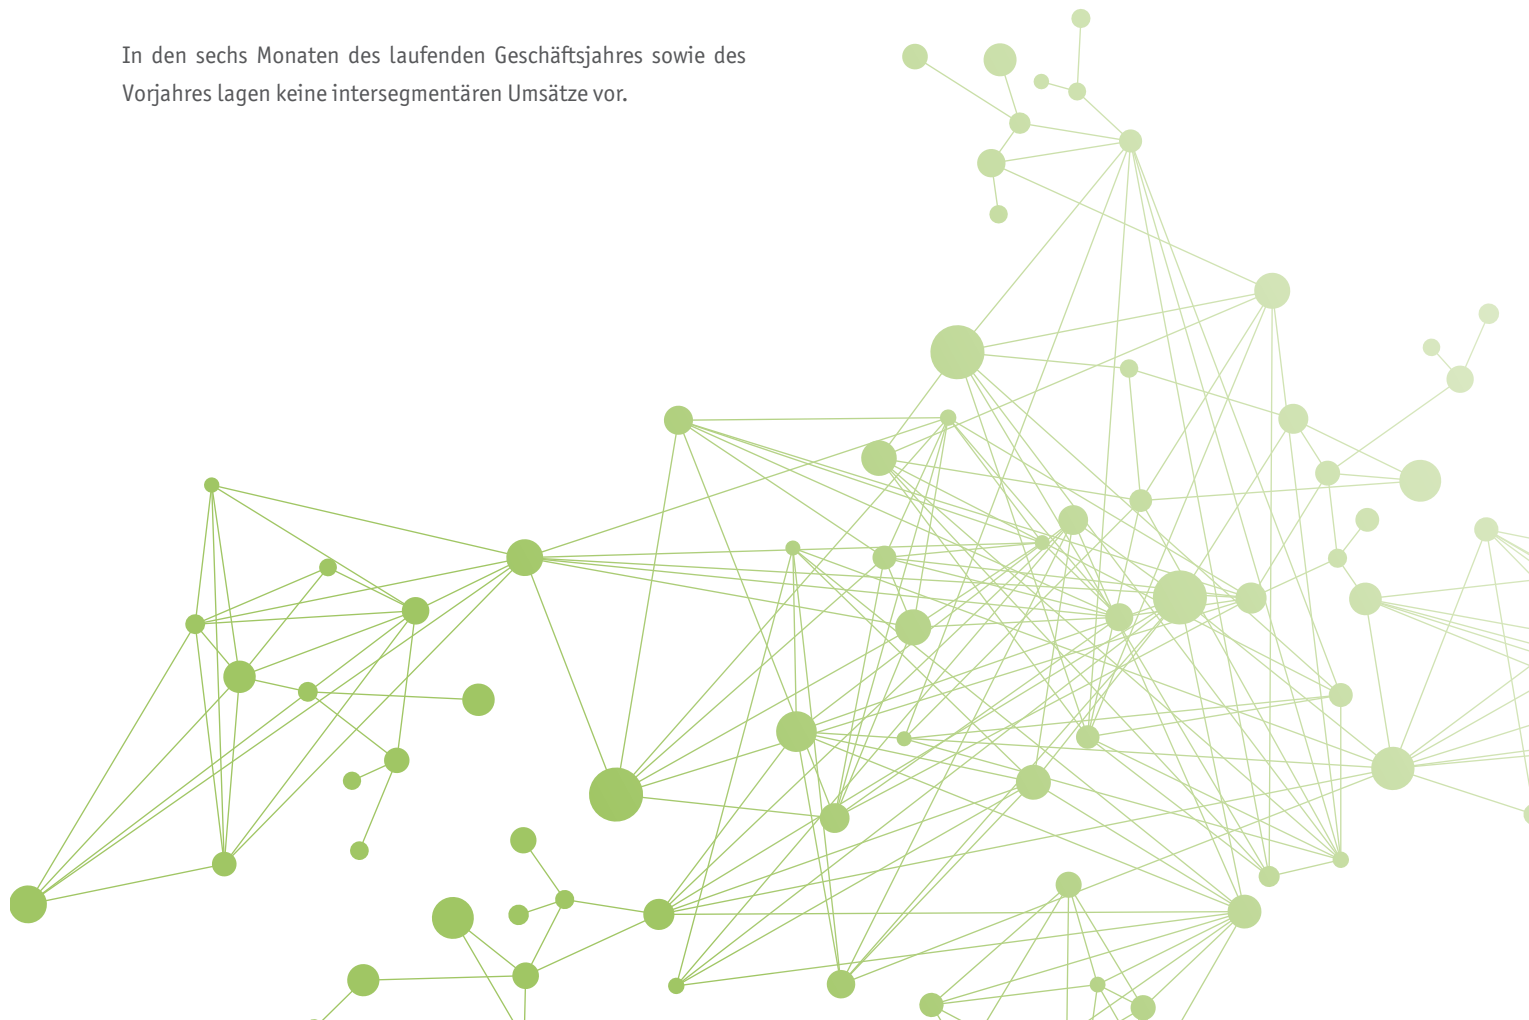 In den sechs Monaten des laufenden Geschäftsjahres sowie des
Vorjahres lagen keine intersegmentären Umsätze vor.